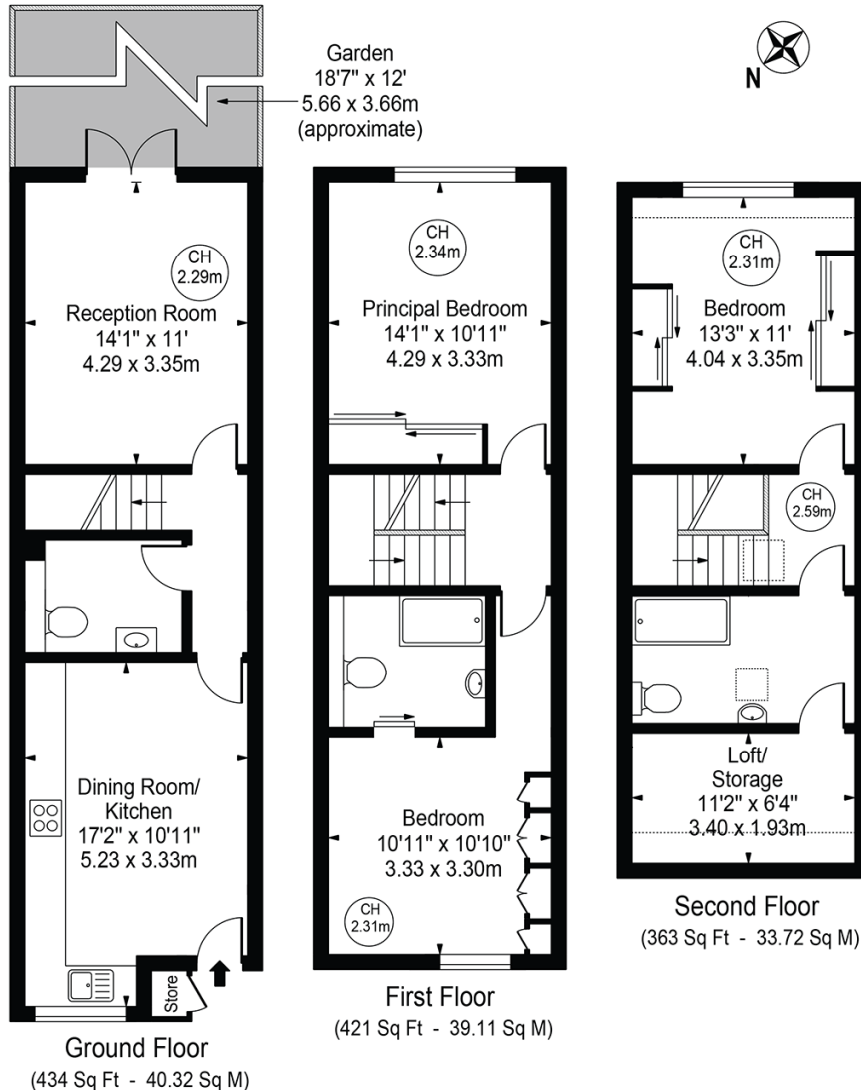 Garden
18'7" x 12'
5.66 x 3.66m
(approximate)
N
CH
2.29m
Reception Room
14'1" x 11'
4.29 x 3.35m
Dining Room/
Kitchen
17'2" x 10'11"
5.23 x 3.33m
Store
Ground Floor
(434 Sq Ft - 40.32 Sq M)
CH
2.34m
Principal Bedroom
14'1" x 10'11"
4.29 x 3.33m
Bedroom
10'11" x 10'10"
3.33 x 3.30m
CH
2.31m
First Floor
(421 Sq Ft - 39.11 Sq M)
CH
2.31m
Bedroom
13'3" x 11'
4.04 x 3.35m
CH
2.59m
Loft/
Storage
11'2" x 6'4"
3.40 x 1.93m
Second Floor
(363 Sq Ft - 33.72 Sq M)